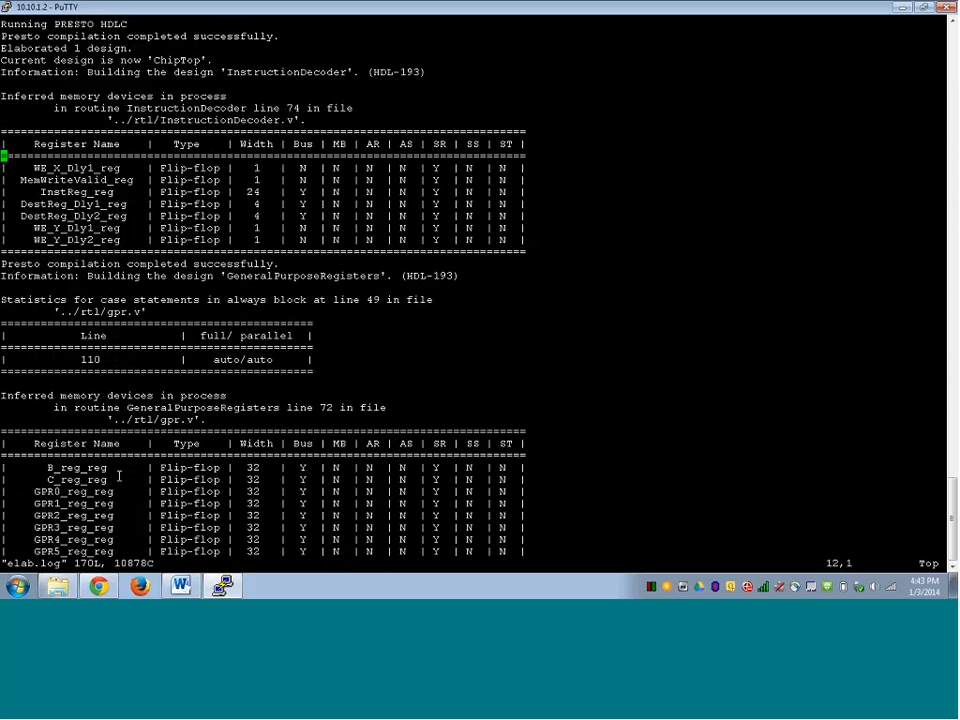 10.10.1.2 - PuTTY
Running PRESTO HDLC
Presto compilation completed successfully.
Elaborated 1 design.
Current design is now 'ChipTop'.
Information: Building the design 'InstructionDecoder'. (HDL-193)
Inferred memory devices in process
in routine InstructionDecoder line 74 in file
'../rtl/InstructionDecoder.v'.
===============================================================================
| Register Name | Type | Width | Bus | MB | AR | AS | SR | SS | ST |
===============================================================================
| WE_X_Dly1_reg | Flip-flop | 1 | N | N | N | N | Y | N | N |
| MemWriteValid_reg | Flip-flop | 1 | N | N | N | N | Y | N | N |
| InstReg_reg | Flip-flop | 24 | Y | N | N | N | Y | N | N |
| DestReg_Dly1_reg | Flip-flop | 4 | Y | N | N | N | Y | N | N |
| DestReg_Dly2_reg | Flip-flop | 4 | Y | N | N | N | Y | N | N |
| WE_Y_Dly1_reg | Flip-flop | 1 | N | N | N | N | Y | N | N |
| WE_Y_Dly2_reg | Flip-flop | 1 | N | N | N | N | Y | N | N |
===============================================================================
Presto compilation completed successfully.
Information: Building the design 'GeneralPurposeRegisters'. (HDL-193)
Statistics for case statements in always block at line 49 in file
'../rtl/gpr.v'
===============================================
| Line | full/ parallel |
===============================================
| 110 | auto/auto |
===============================================
Inferred memory devices in process
in routine GeneralPurposeRegisters line 72 in file
'../rtl/gpr.v'.
===============================================================================
| Register Name | Type | Width | Bus | MB | AR | AS | SR | SS | ST |
===============================================================================
| B_reg_reg | Flip-flop | 32 | Y | N | N | N | Y | N | N |
| C_reg_reg | Flip-flop | 32 | Y | N | N | N | Y | N | N |
| GPR0_reg_reg | Flip-flop | 32 | Y | N | N | N | Y | N | N |
| GPR1_reg_reg | Flip-flop | 32 | Y | N | N | N | Y | N | N |
| GPR2_reg_reg | Flip-flop | 32 | Y | N | N | N | Y | N | N |
| GPR3_reg_reg | Flip-flop | 32 | Y | N | N | N | Y | N | N |
| GPR4_reg_reg | Flip-flop | 32 | Y | N | N | N | Y | N | N |
| GPR5_reg_reg | Flip-flop | 32 | Y | N | N | N | Y | N | N |
"elab.log" 170L, 10878C 12,1 Top
4:43 PM
1/3/2014